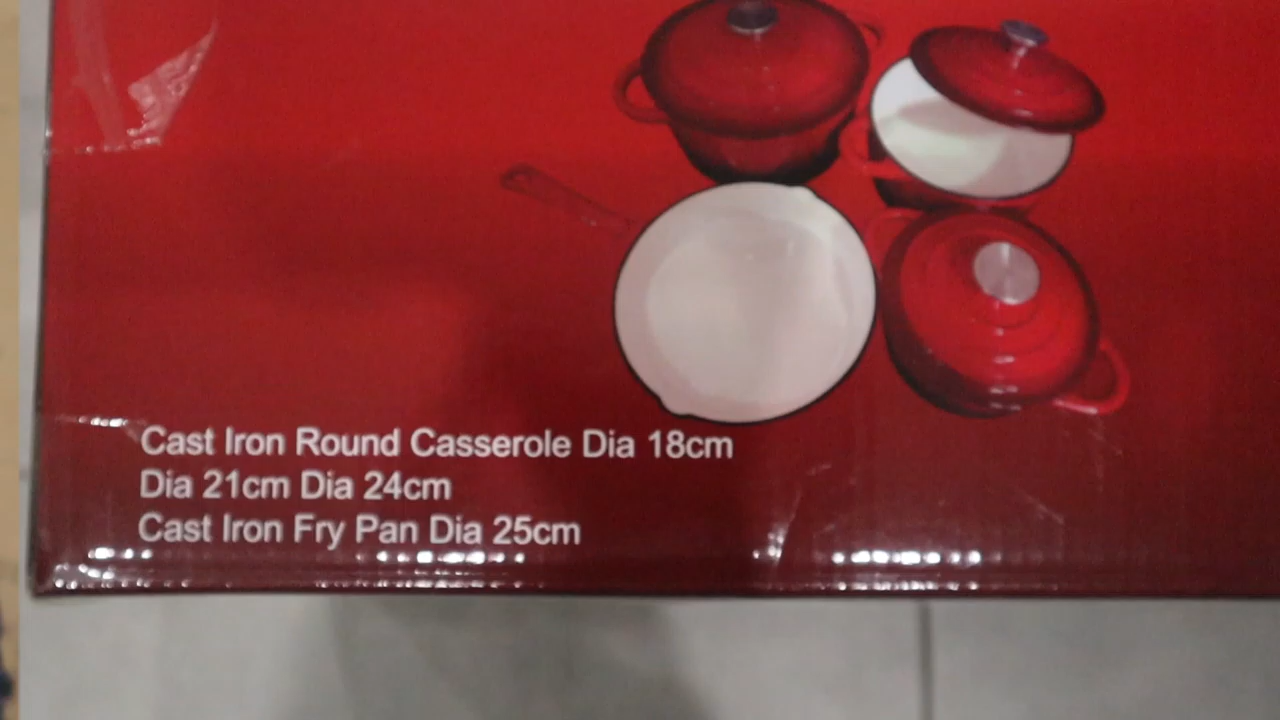 Cast Iron Round Casserole Dia 18cm
Dia 21cm Dia 24cm
Cast Iron Fry Pan Dia 25cm